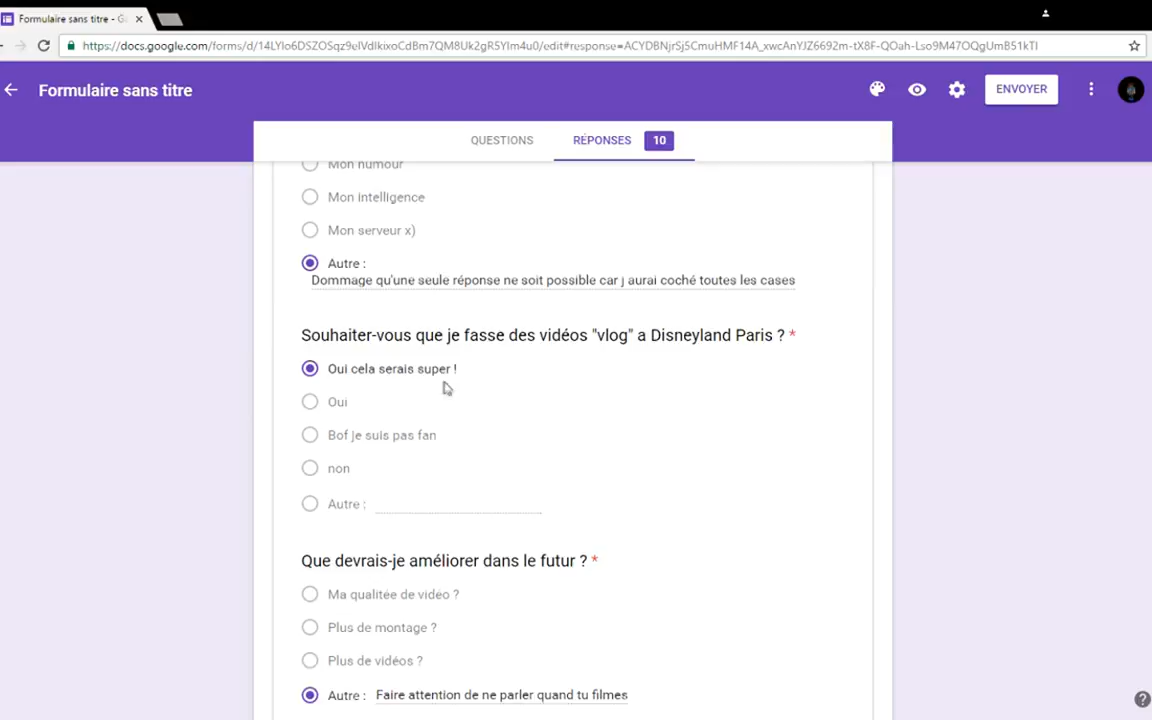 Formulaire sans titre - G
https://docs.google.com/forms/d/14LYlo6DSZOSqz9elVdlkixoCdBm7QM8Uk2gR5Ylm4u0/edit#response=ACYDBNjrSj5CmuHMF14A_xwcAnYJZ6692m-tX8F-QOah-Lso9M47OQgUmB51kTI
Formulaire sans titre
ENVOYER
QUESTIONS
RÉPONSES 10
Mon humour
Mon intelligence
Mon serveur x)
Autre :
Dommage qu'une seule réponse ne soit possible car j aurai coché toutes les cases
Souhaiter-vous que je fasse des vidéos "vlog" a Disneyland Paris ? *
Oui cela serais super !
Oui
Bof je suis pas fan
non
Autre :
Que devrais-je améliorer dans le futur ? *
Ma qualitée de vidéo ?
Plus de montage ?
Plus de vidéos ?
Autre : Faire attention de ne parler quand tu filmes